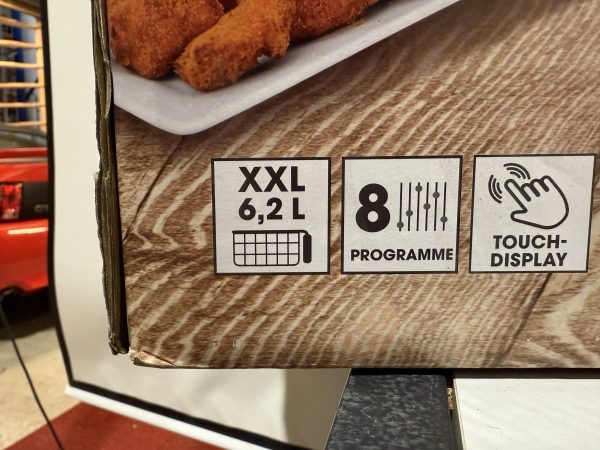 XXL
6,2 L
8
PROGRAMME
TOUCH-
DISPLAY